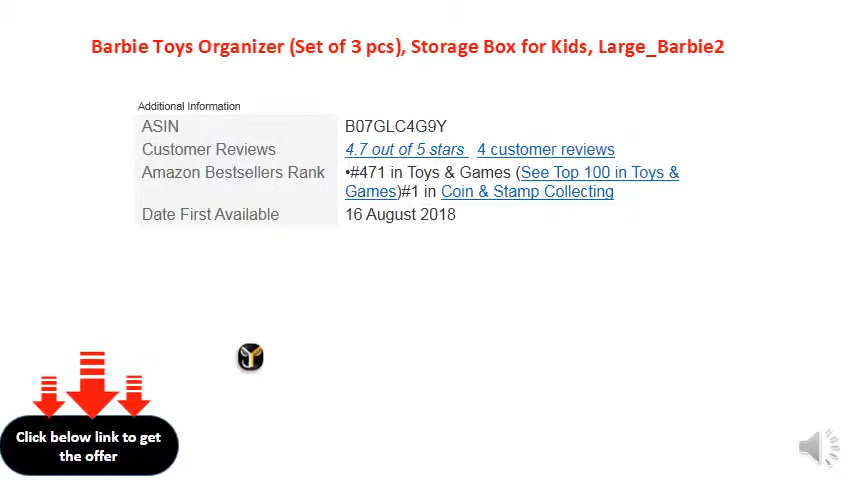 Barbie Toys Organizer (Set of 3 pcs), Storage Box for Kids, Large_Barbie2
Additional Information
ASIN B07GLC4G9Y
Customer Reviews 4.7 out of 5 stars 4 customer reviews
Amazon Bestsellers Rank •#471 in Toys & Games (See Top 100 in Toys &
Games)#1 in Coin & Stamp Collecting
Date First Available 16 August 2018
Click below link to get
the offer